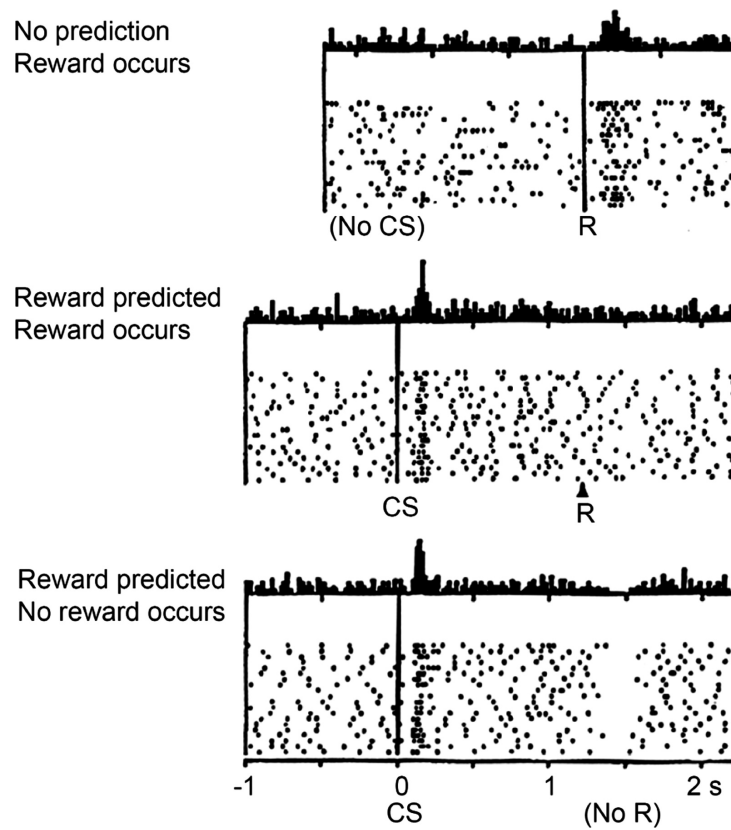 No prediction
Reward occurs
(No CS) R
Reward predicted
Reward occurs
CS R
Reward predicted
No reward occurs
-1 0 1 2 s
CS (No R)